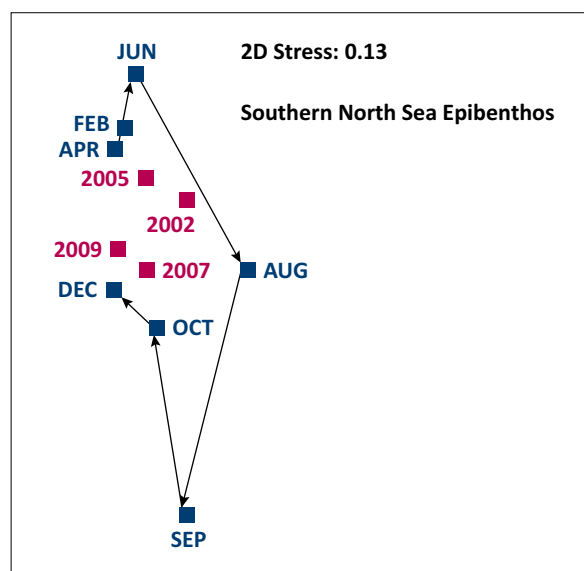 JUN
2D Stress: 0.13
Southern North Sea Epibenthos
FEB
APR
2005
2002
2009
2007
AUG
DEC
OCT
SEP